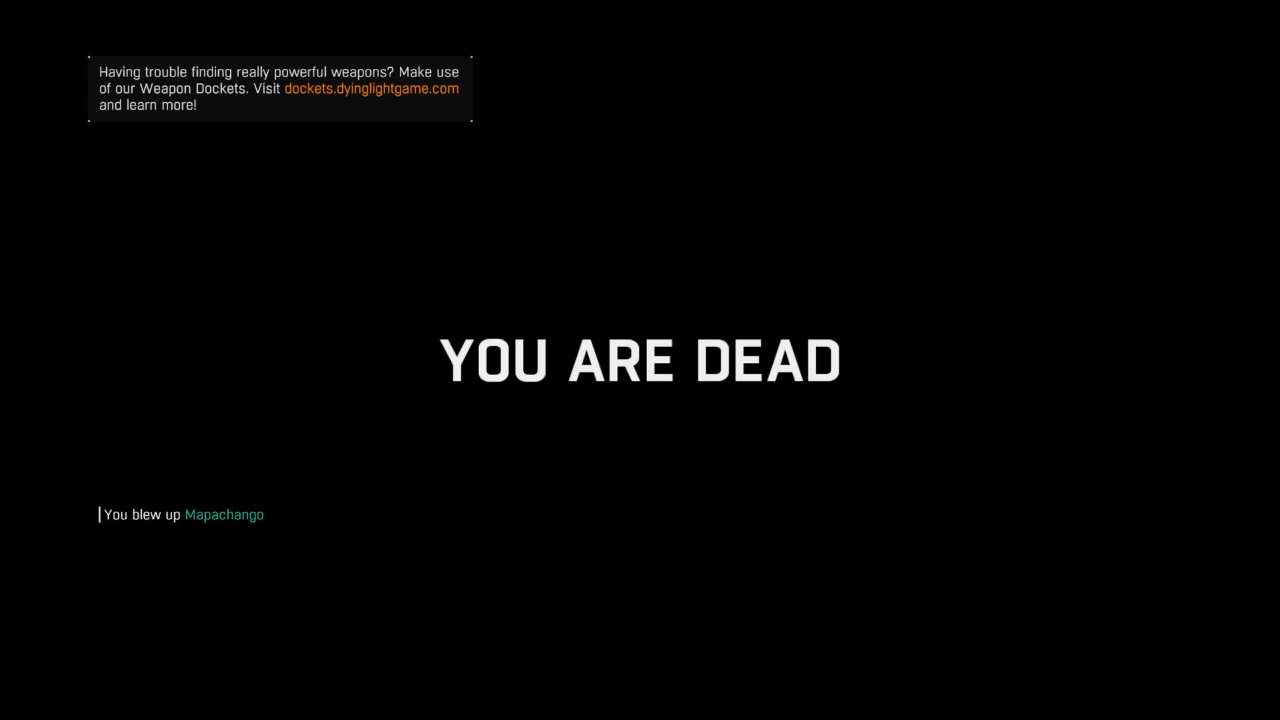 Having trouble finding really powerful weapons? Make use
of our Weapon Dockets. Visit dockets.dyinglightgame.com
and learn more!
YOU ARE DEAD
You blew up Mapachango